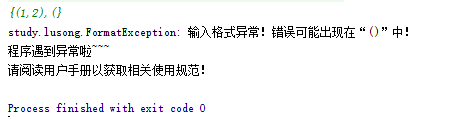 {(1,2),(}
study.lusong.FormatException: 输入格式异常! 错误可能出现在“()”中!
程序遇到异常啦~~~
请阅读用户手册以获取相关使用规范!
Process finished with exit code 0